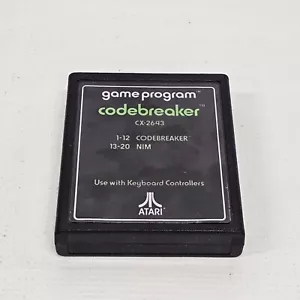 game program™
codebreaker™
CX-2643
1-12 CODEBREAKER
13-20 NIM
Use with Keyboard Controllers
ATARI